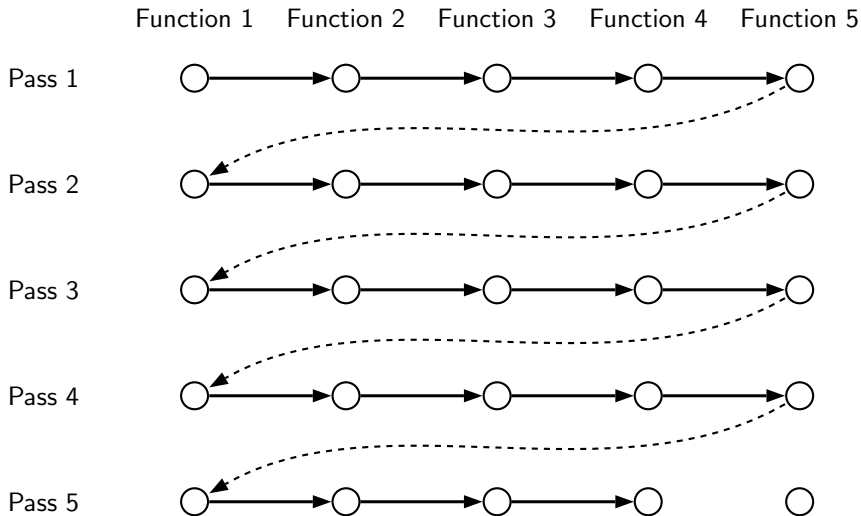 Function 1 Function 2 Function 3 Function 4 Function 5
Pass 1
Pass 2
Pass 3
Pass 4
Pass 5